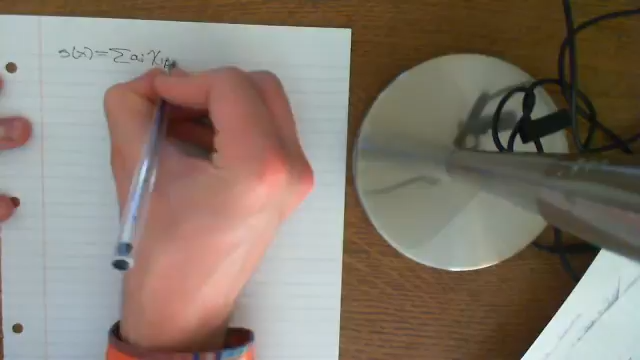 s(x) = ∑ aᵢ χ